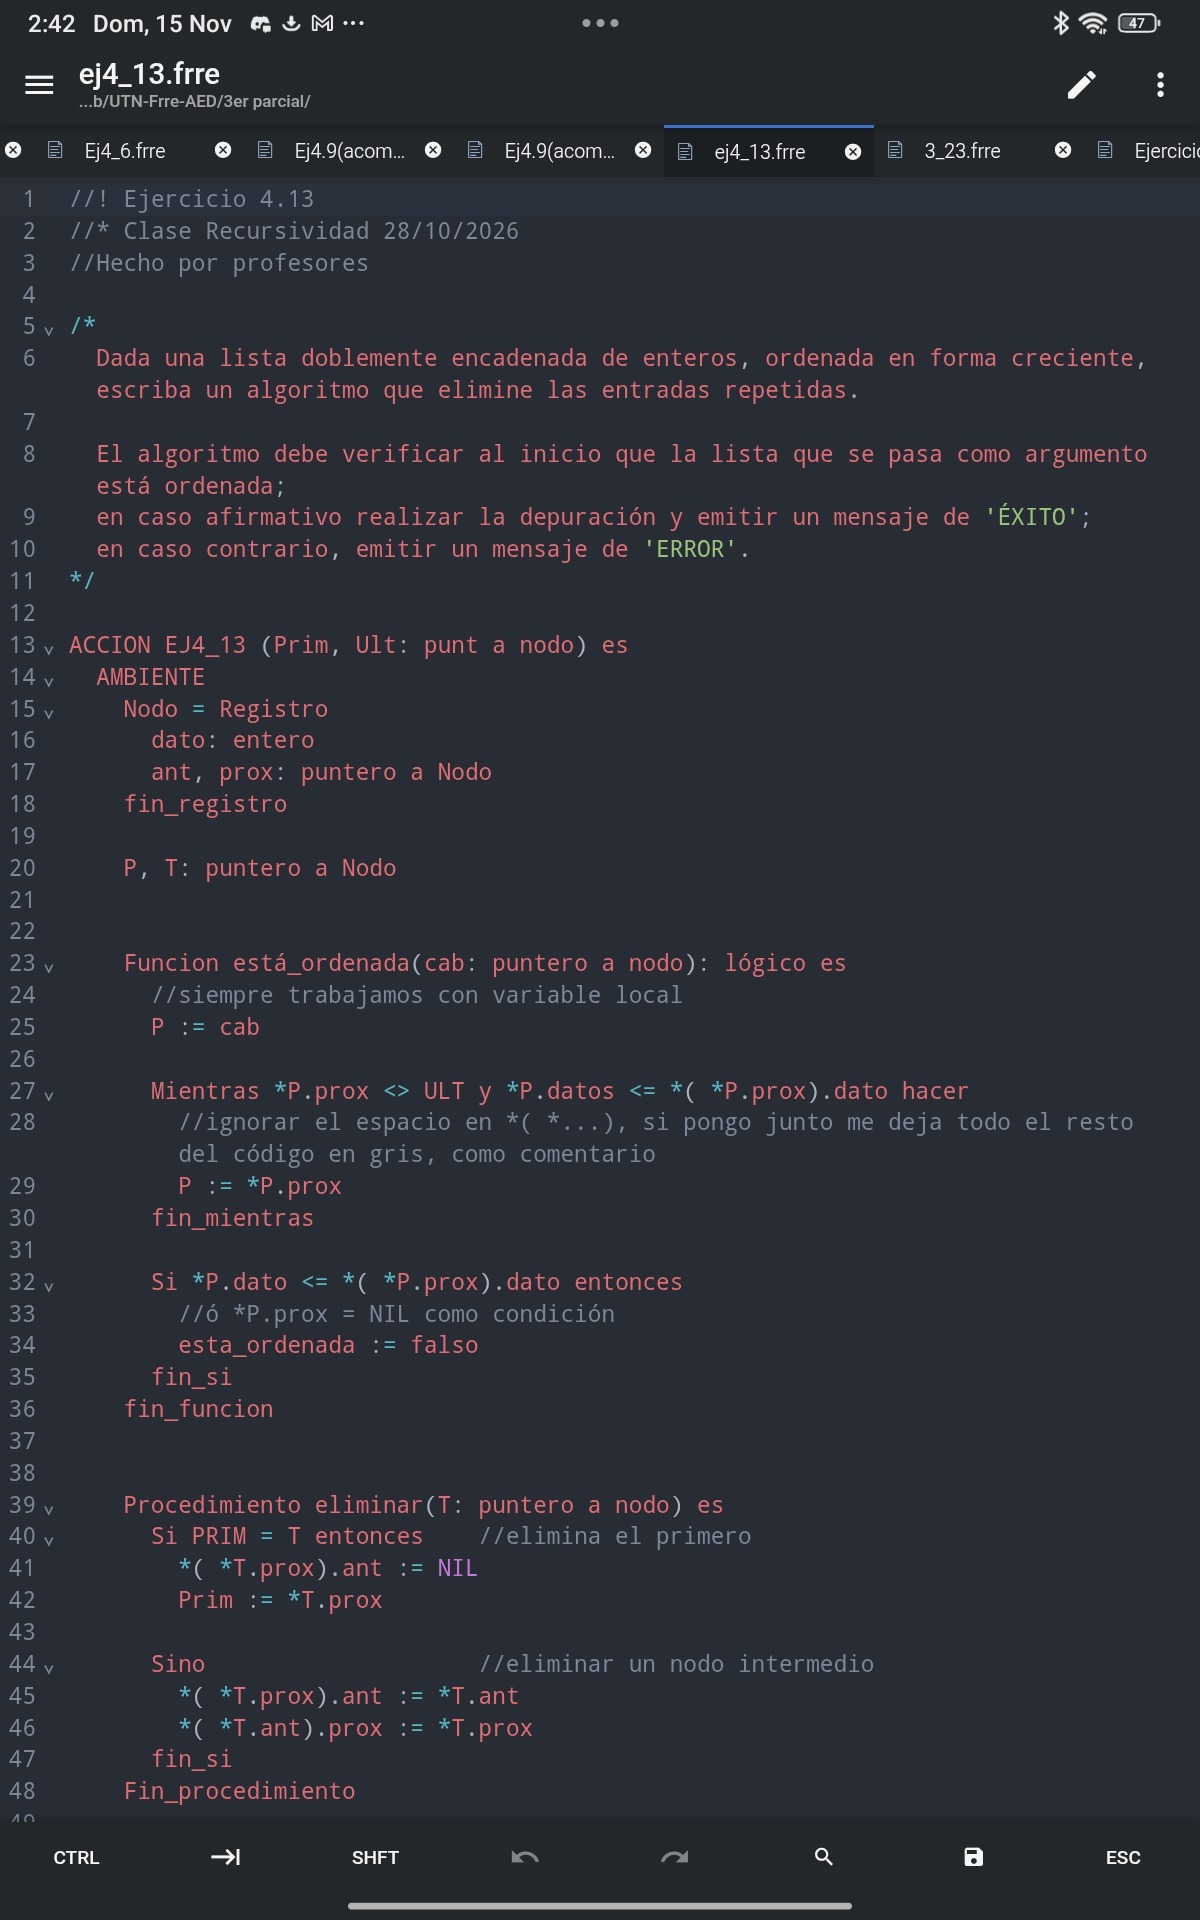 2:42 Dom, 15 Nov
47
ej4_13.frre
...b/UTN-Frre-AED/3er parcial/
Ej4_6.frre Ej4.9(acom... Ej4.9(acom... ej4_13.frre 3_23.frre Ejercici
1 //! Ejercicio 4.13
2 //* Clase Recursividad 28/10/2026
3 //Hecho por profesores
4
5 /*
6 Dada una lista doblemente encadenada de enteros, ordenada en forma creciente,
escriba un algoritmo que elimine las entradas repetidas.
7
8 El algoritmo debe verificar al inicio que la lista que se pasa como argumento
está ordenada;
9 en caso afirmativo realizar la depuración y emitir un mensaje de 'ÉXITO';
10 en caso contrario, emitir un mensaje de 'ERROR'.
11 */
12
13 ACCION EJ4_13 (Prim, Ult: punt a nodo) es
14 AMBIENTE
15 Nodo = Registro
16 dato: entero
17 ant, prox: puntero a Nodo
18 fin_registro
19
20 P, T: puntero a Nodo
21
22
23 Funcion está_ordenada(cab: puntero a nodo): lógico es
24 //siempre trabajamos con variable local
25 P := cab
26
27 Mientras *P.prox <> ULT y *P.datos <= *( *P.prox).dato hacer
28 //ignorar el espacio en *( *...), si pongo junto me deja todo el resto
del código en gris, como comentario
29 P := *P.prox
30 fin_mientras
31
32 Si *P.dato <= *( *P.prox).dato entonces
33 //ó *P.prox = NIL como condición
34 esta_ordenada := falso
35 fin_si
36 fin_funcion
37
38
39 Procedimiento eliminar(T: puntero a nodo) es
40 Si PRIM = T entonces //elimina el primero
41 *( *T.prox).ant := NIL
42 Prim := *T.prox
43
44 Sino //eliminar un nodo intermedio
45 *( *T.prox).ant := *T.ant
46 *( *T.ant).prox := *T.prox
47 fin_si
48 Fin_procedimiento
49
CTRL SHFT ESC